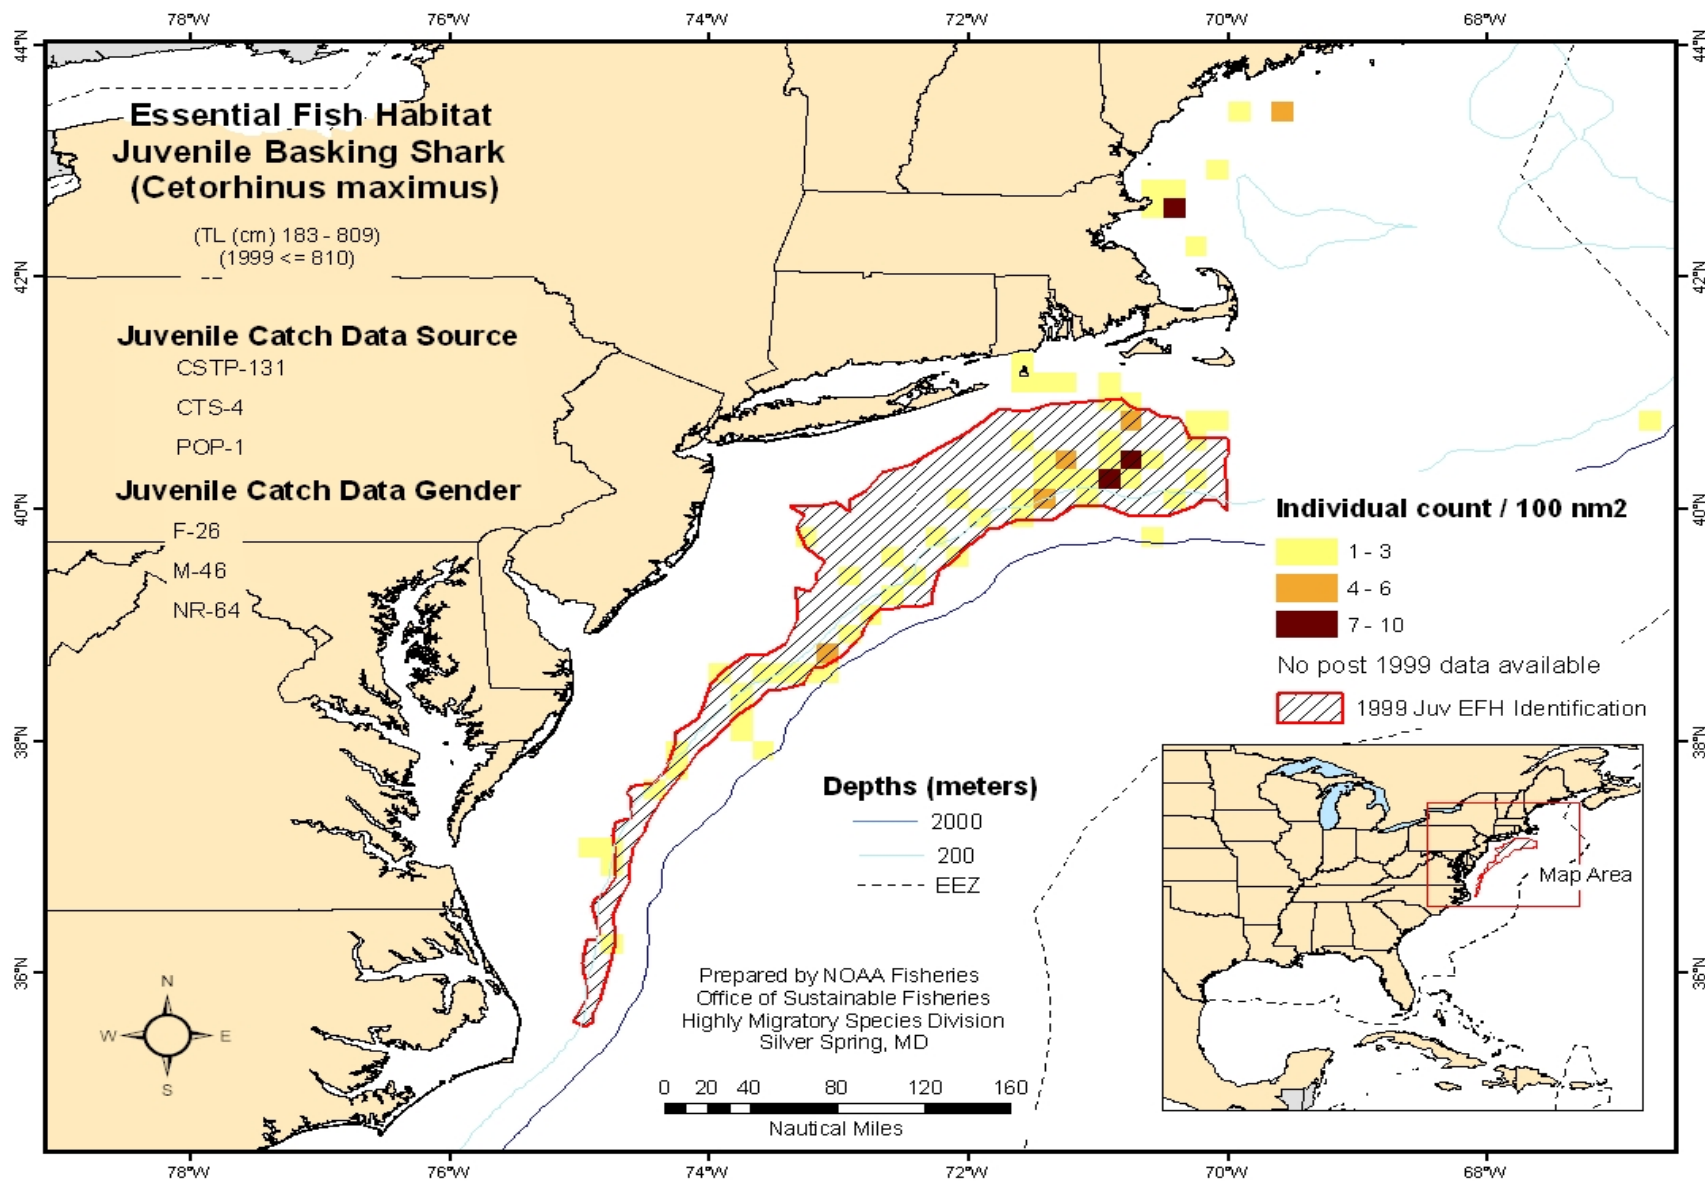 78°W 76°W 74°W 72°W 70°W 68°W
44°N 44°N
Essential Fish Habitat
Juvenile Basking Shark
(Cetorhinus maximus)
(TL (cm) 183 - 809)
(1999 <= 810)
42°N 42°N
Juvenile Catch Data Source
CSTP-131
CTS-4
POP-1
Juvenile Catch Data Gender
F-26
M-46
NR-64
40°N 40°N
Individual count / 100 nm2
1 - 3
4 - 6
7 - 10
No post 1999 data available
1999 Juv EFH Identification
38°N 38°N
Depths (meters)
2000
200
EEZ
Map Area
36°N 36°N
Prepared by NOAA Fisheries
Office of Sustainable Fisheries
Highly Migratory Species Division
Silver Spring, MD
N
W E
S
0 20 40 80 120 160
Nautical Miles
78°W 76°W 74°W 72°W 70°W 68°W